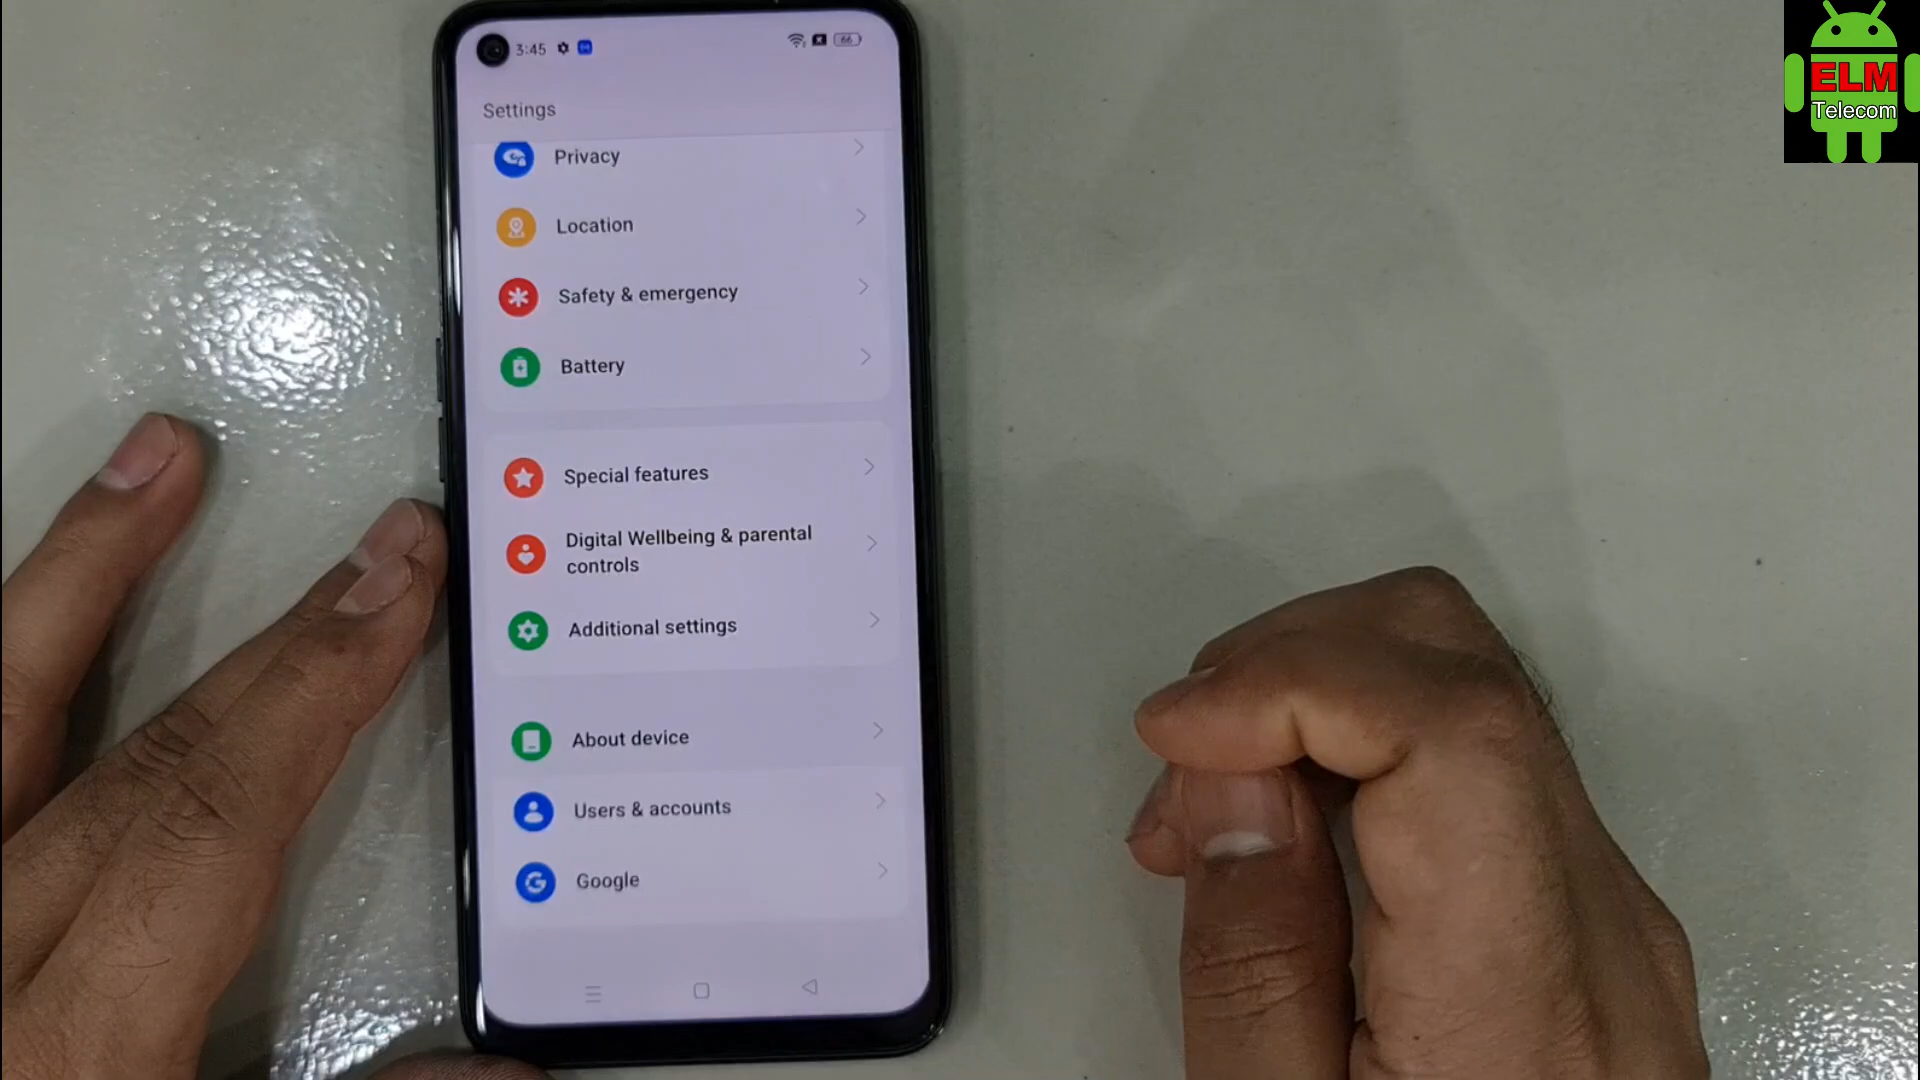 3:45
66
Settings
Privacy
Location
Safety & emergency
Battery
Special features
Digital Wellbeing & parental
controls
Additional settings
About device
Users & accounts
Google
ELM
Telecom